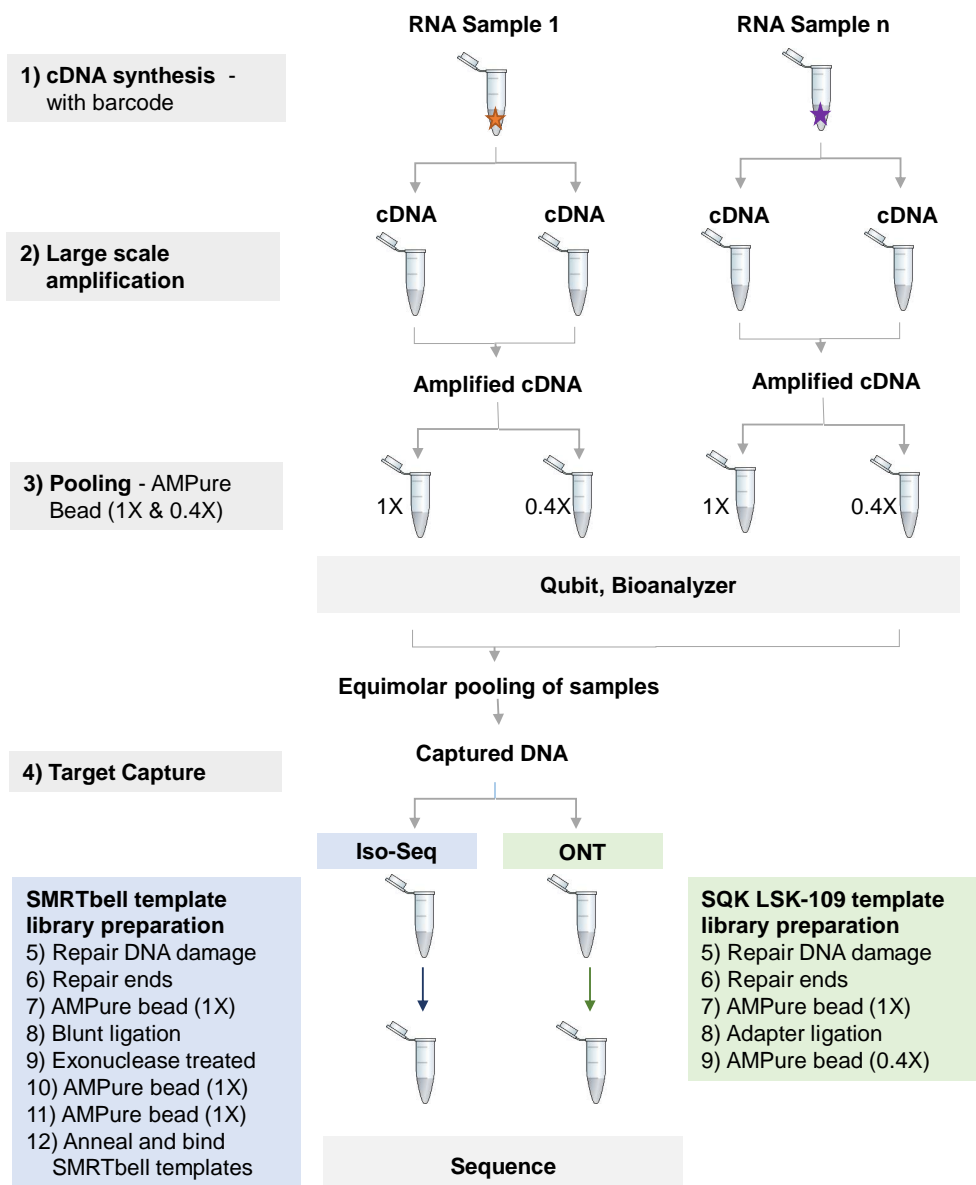 RNA Sample 1
RNA Sample n
1) cDNA synthesis -
with barcode
cDNA
cDNA
cDNA
cDNA
2) Large scale
amplification
Amplified cDNA
Amplified cDNA
3) Pooling - AMPure
Bead (1X & 0.4X)
1X
0.4X
1X
0.4X
Qubit, Bioanalyzer
Equimolar pooling of samples
4) Target Capture
Captured DNA
Iso-Seq
ONT
SMRTbell template
library preparation
5) Repair DNA damage
6) Repair ends
7) AMPure bead (1X)
8) Blunt ligation
9) Exonuclease treated
10) AMPure bead (1X)
11) AMPure bead (1X)
12) Anneal and bind
SMRTbell templates
SQK LSK-109 template
library preparation
5) Repair DNA damage
6) Repair ends
7) AMPure bead (1X)
8) Adapter ligation
9) AMPure bead (0.4X)
Sequence